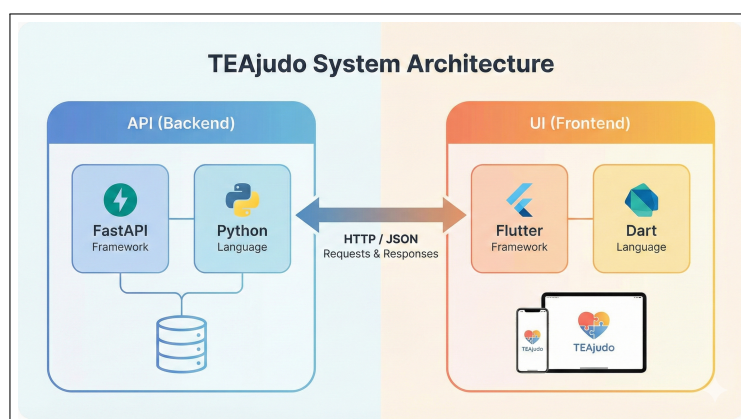 TEAjudo System Architecture
API (Backend)
FastAPI
Framework
Python
Language
HTTP / JSON
Requests & Responses
UI (Frontend)
Flutter
Framework
Dart
Language
TEAjudo
TEAjudo